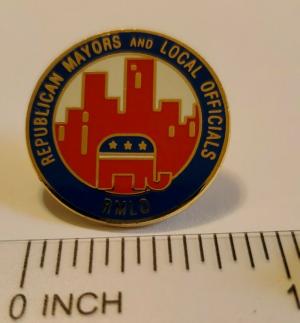 REPUBLICAN MAYORS AND LOCAL OFFICIALS
RMLO
0 INCH 1